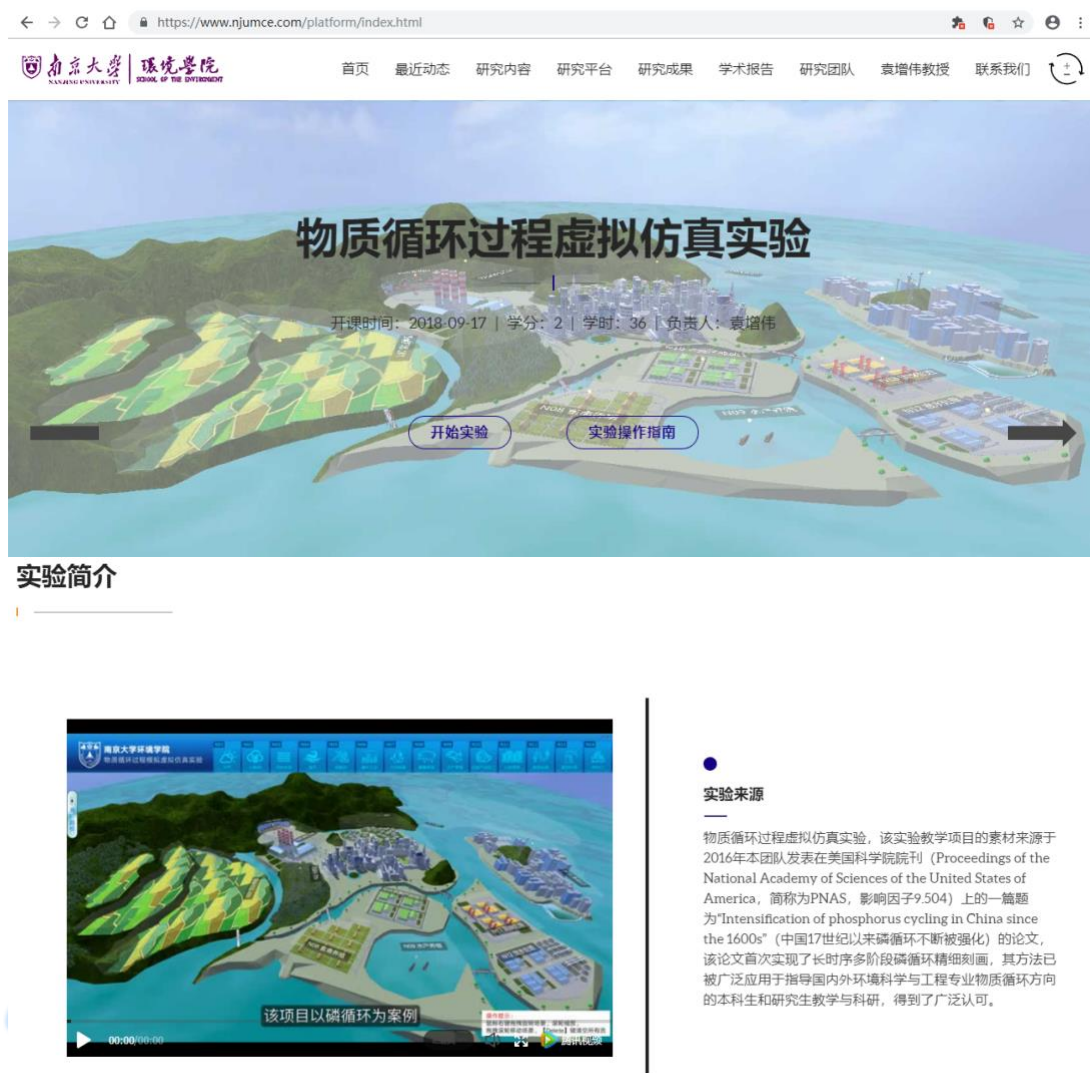 https://www.njumce.com/platform/index.html
南京大學 環境學院
NANJING UNIVERSITY SCHOOL OF THE ENVIRONMENT
首页 最近动态 研究内容 研究平台 研究成果 学术报告 研究团队 袁增伟教授 联系我们
物质循环过程虚拟仿真实验
开课时间：2018-09-17 | 学分：2 | 学时：36 | 负责人：袁增伟
开始实验 实验操作指南
实验简介
南京大学环境学院
物质循环过程模拟虚拟仿真实验
该项目以磷循环为案例
00:00/00:00
腾讯视频
实验来源
物质循环过程虚拟仿真实验，该实验教学项目的素材来源于
2016年本团队发表在美国科学院院刊（Proceedings of the
National Academy of Sciences of the United States of
America，简称为PNAS，影响因子9.504）上的一篇题
为“Intensification of phosphorus cycling in China since
the 1600s”（中国17世纪以来磷循环不断被强化）的论文，
该论文首次实现了长时序多阶段磷循环精细刻画，其方法已
被广泛应用于指导国内外环境科学与工程专业物质循环方向
的本科生和研究生教学与科研，得到了广泛认可。